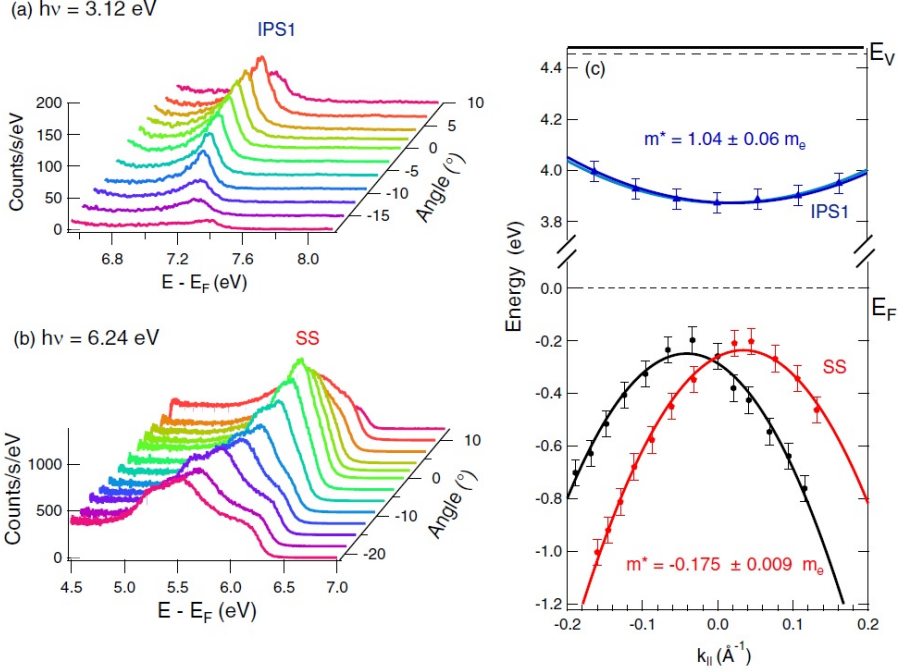 (a) hν = 3.12 eV
IPS1
200
150
100
50
0
Counts/s/eV
10
5
0
-5
-10
-15
Angle (°)
6.8 7.2 7.6 8.0
E - E_F (eV)
(b) hν = 6.24 eV
SS
1000
500
0
Counts/s/eV
10
0
-10
-20
Angle (°)
4.5 5.0 5.5 6.0 6.5 7.0
E - E_F (eV)
(c)
E_V
4.4
m* = 1.04 ± 0.06 m_e
4.0
IPS1
3.8
Energy (eV)
0.0
E_F
-0.2
SS
-0.4
-0.6
-0.8
-1.0
m* = -0.175 ± 0.009 m_e
-1.2
-0.2 -0.1 0.0 0.1 0.2
k_|| (Å⁻¹)